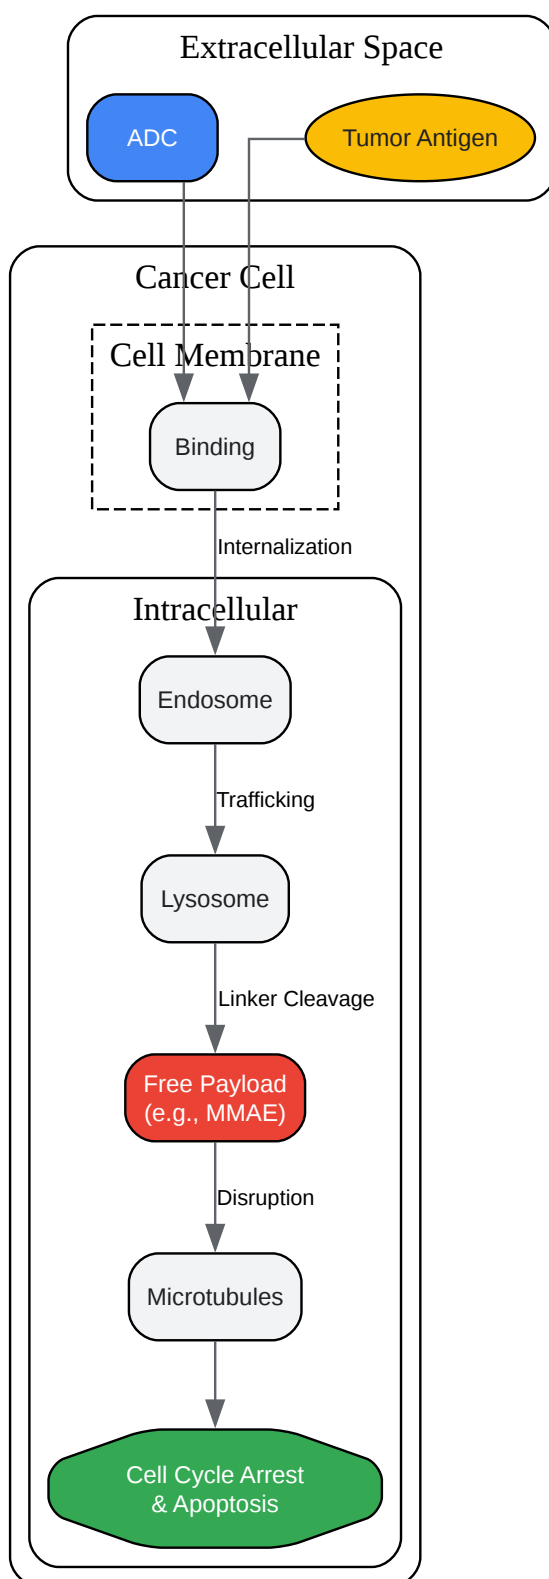 Extracellular Space
ADC
Tumor Antigen
Cancer Cell
Cell Membrane
Binding
Internalization
Intracellular
Endosome
Trafficking
Lysosome
Linker Cleavage
Free Payload
(e.g., MMAE)
Disruption
Microtubules
Cell Cycle Arrest
& Apoptosis